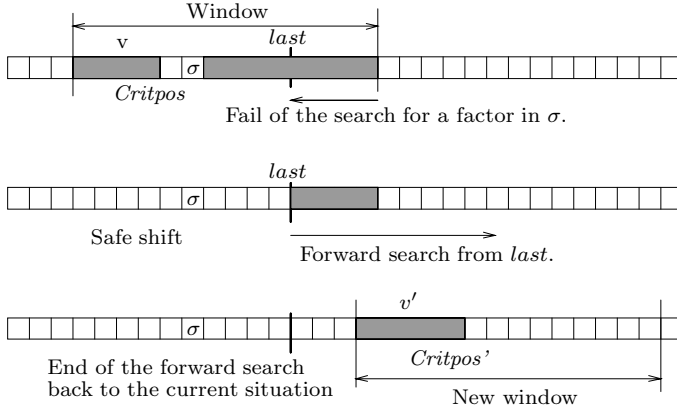 Window
v
last
σ
Critpos
Fail of the search for a factor in σ.
last
σ
Safe shift
Forward search from last.
v'
σ
Critpos'
End of the forward search
back to the current situation
New window